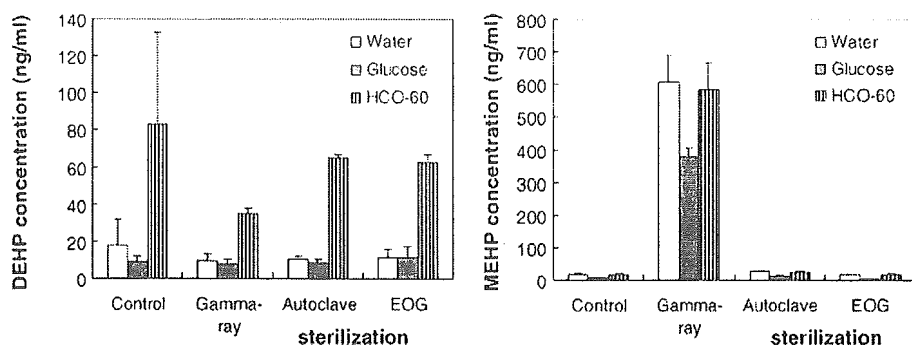 DEHP concentration (ng/ml)
140
120
100
80
60
40
20
0
Water
Glucose
HCO-60
Control
Gamma-
ray
Autoclave
EOG
sterilization
MEHP concentration (ng/ml)
800
700
600
500
400
300
200
100
0
Water
Glucose
HCO-60
Control
Gamma-
ray
Autoclave
EOG
sterilization